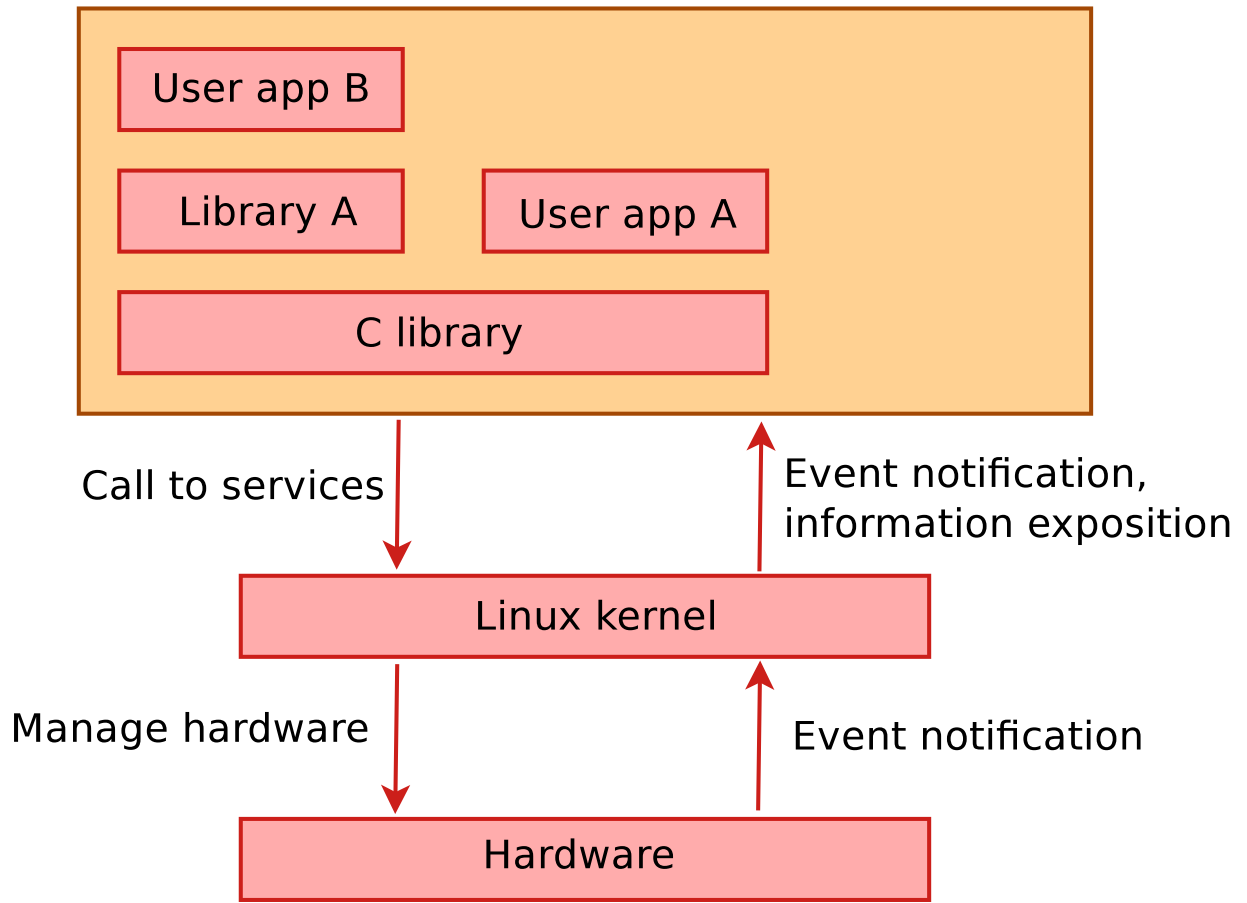 User app B
Library A
User app A
C library
Call to services
Event notification,
information exposition
Linux kernel
Manage hardware
Event notification
Hardware